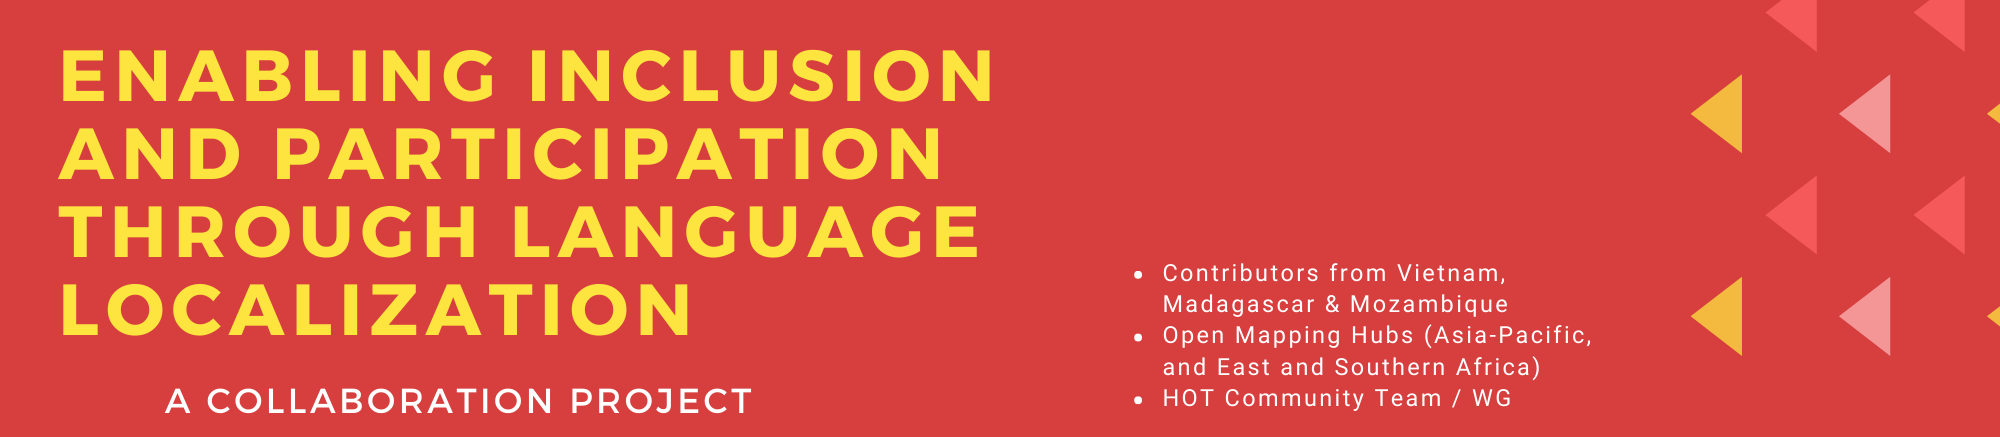 ENABLING INCLUSION
AND PARTICIPATION
THROUGH LANGUAGE
LOCALIZATION
A COLLABORATION PROJECT
• Contributors from Vietnam,
Madagascar & Mozambique
• Open Mapping Hubs (Asia-Pacific,
and East and Southern Africa)
• HOT Community Team / WG